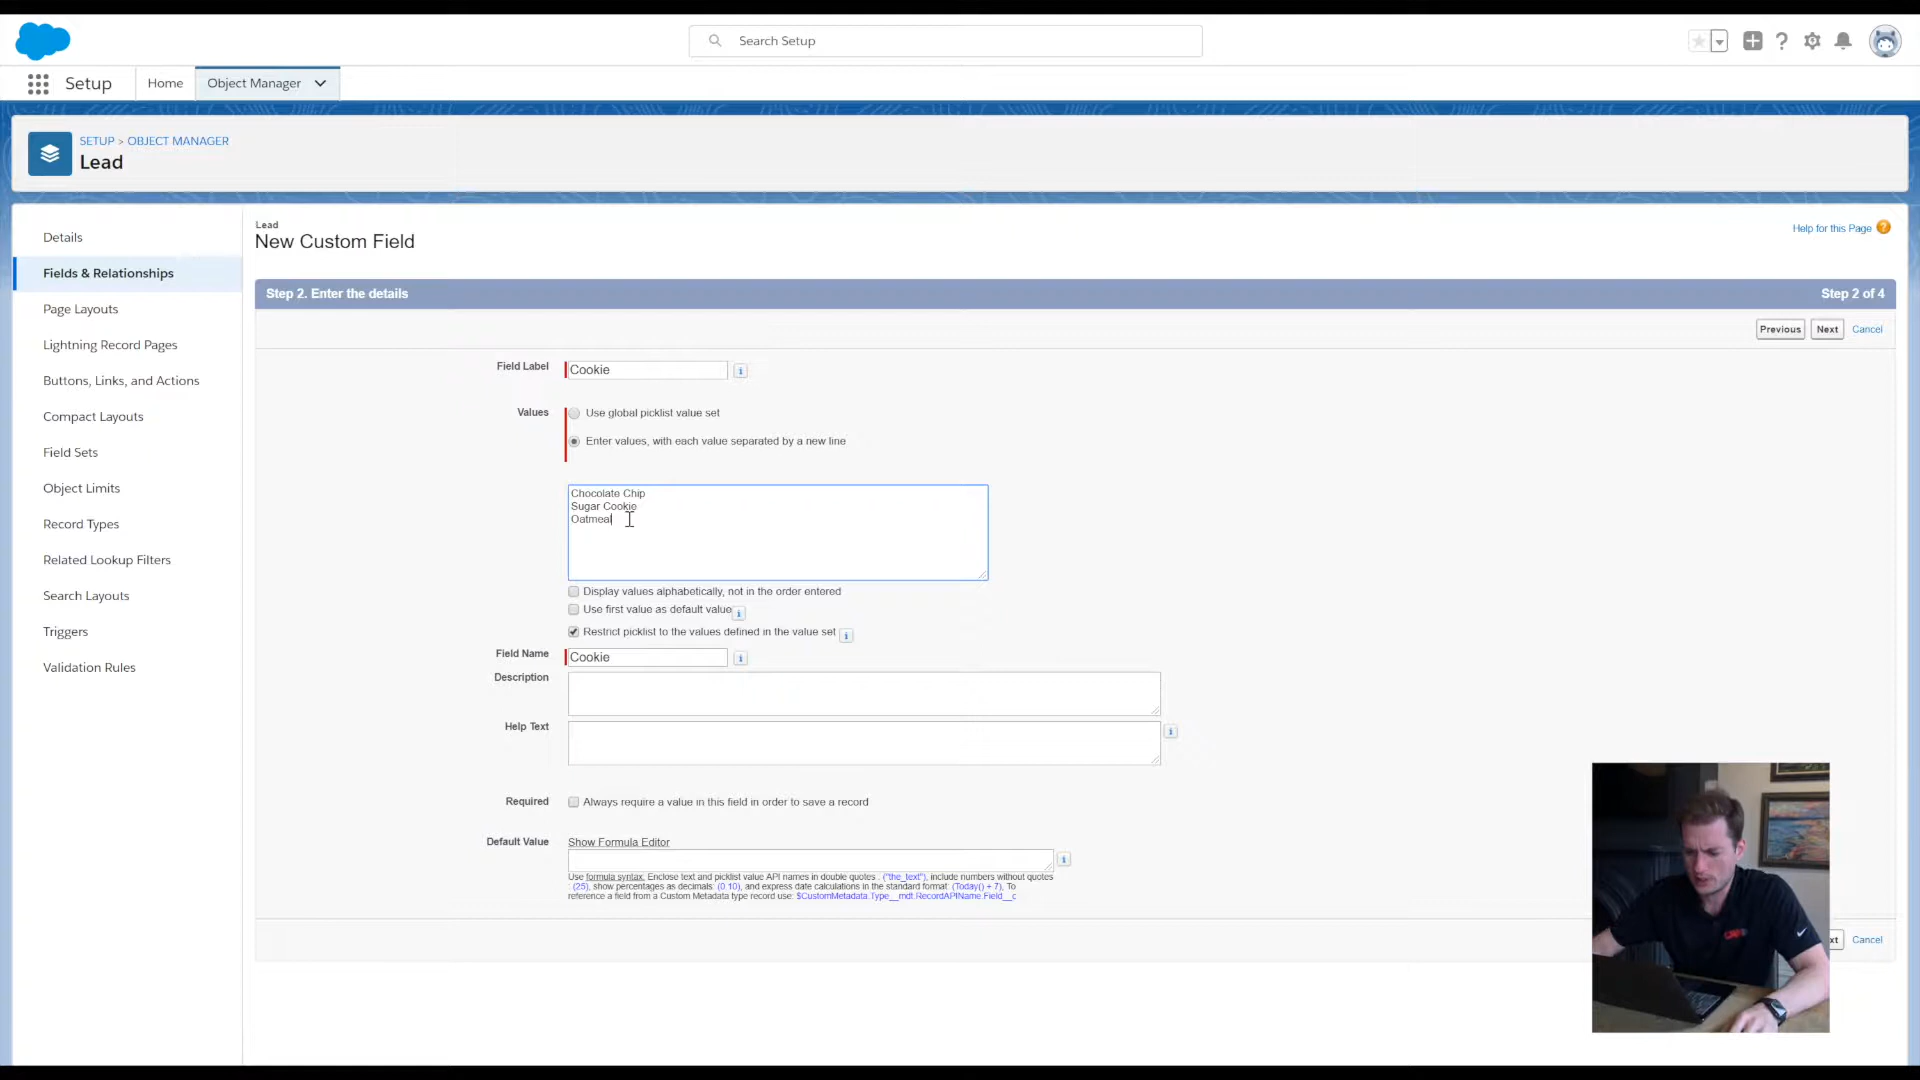 Search Setup
Setup
Home
Object Manager
SETUP > OBJECT MANAGER
Lead
Details
Fields & Relationships
Page Layouts
Lightning Record Pages
Buttons, Links, and Actions
Compact Layouts
Field Sets
Object Limits
Record Types
Related Lookup Filters
Search Layouts
Triggers
Validation Rules
Lead
New Custom Field
Help for this Page
Step 2. Enter the details
Step 2 of 4
Previous
Next
Cancel
Field Label
Cookie
Values
Use global picklist value set
Enter values, with each value separated by a new line
Chocolate Chip
Sugar Cookie
Oatmeal
Display values alphabetically, not in the order entered
Use first value as default value
Restrict picklist to the values defined in the value set
Field Name
Cookie
Description
Help Text
Required
Always require a value in this field in order to save a record
Default Value
Show Formula Editor
Use formula syntax: Enclose text and picklist value API names in double quotes : ("the_text"), include numbers without quotes
: (25), show percentages as decimals: (0.10), and express date calculations in the standard format: (Today() + 7), To
reference a field from a Custom Metadata type record use: $CustomMetadata.Type__mdt.RecordAPIName.Field__c
xt
Cancel